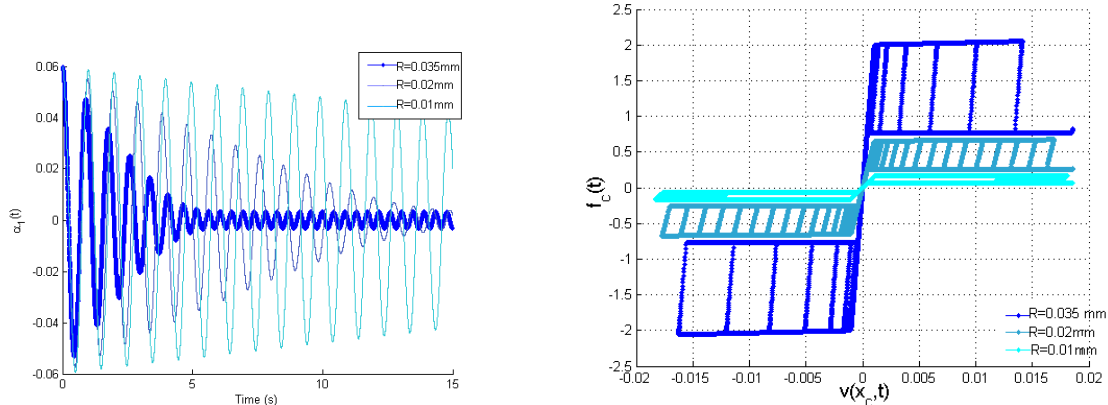 0.06
0.04
0.02
0
-0.02
-0.04
-0.06
α₁(t)
0 5 10 15
Time (s)
R=0.035mm
R=0.02mm
R=0.01mm
2.5
2
1.5
1
0.5
0
-0.5
-1
-1.5
-2
-2.5
f_c(t)
-0.02 -0.015 -0.01 -0.005 0 0.005 0.01 0.015 0.02
v(x_c,t)
R=0.035 mm
R=0.02mm
R=0.01mm